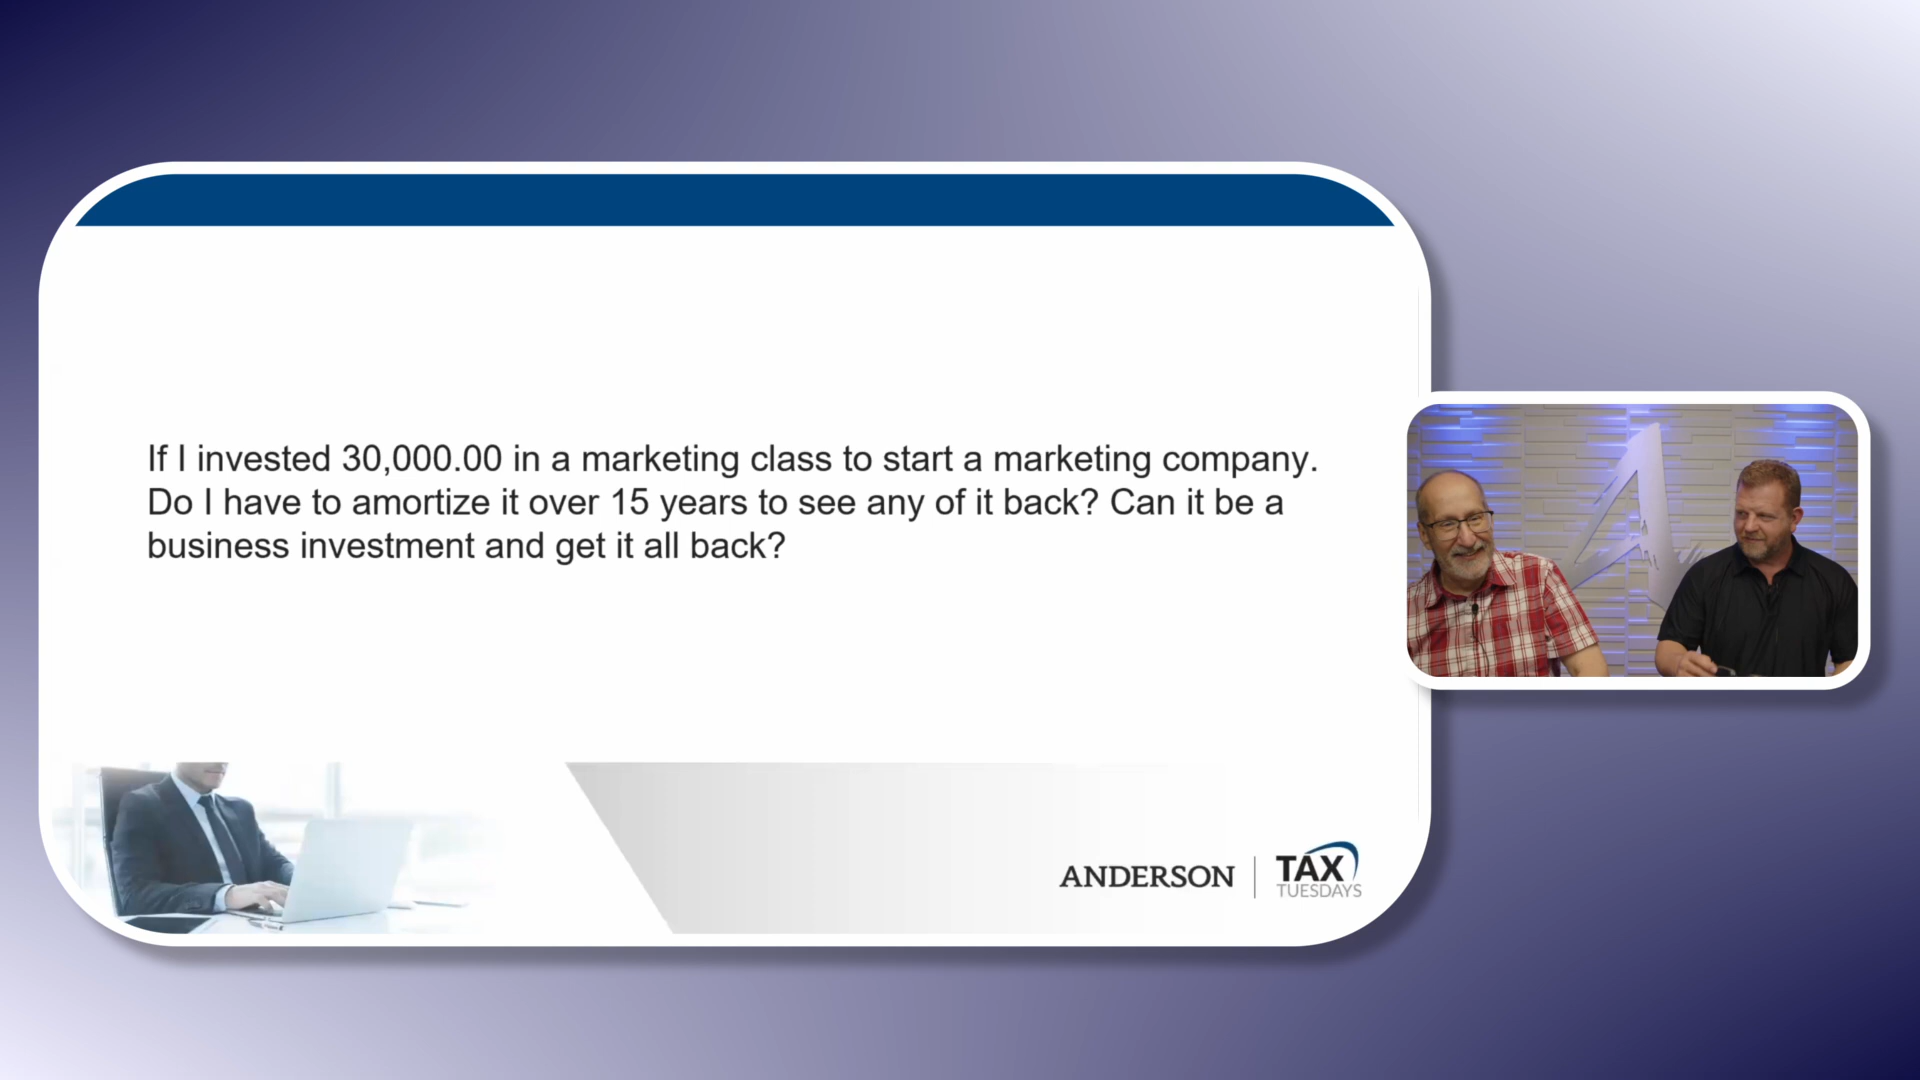 If I invested 30,000.00 in a marketing class to start a marketing company.
Do I have to amortize it over 15 years to see any of it back? Can it be a
business investment and get it all back?
ANDERSON
TAX
TUESDAYS